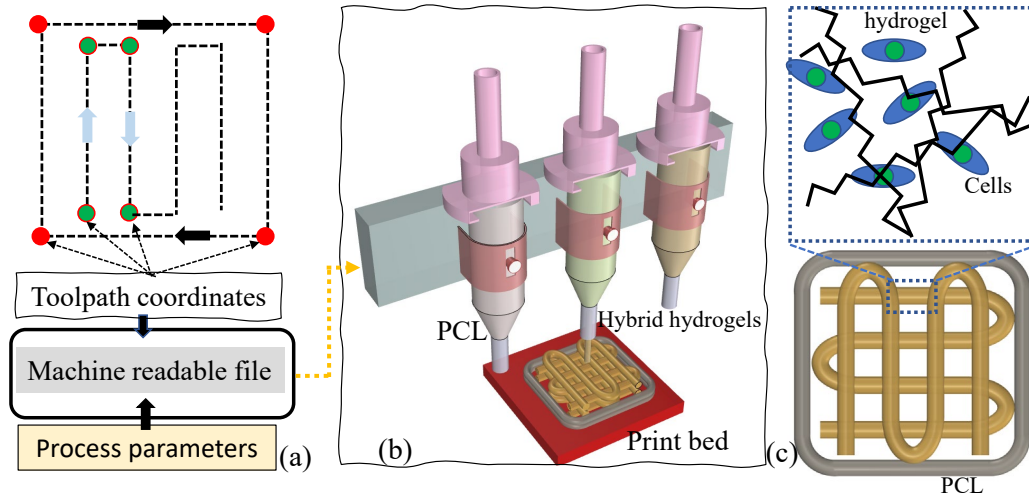 Toolpath coordinates
Machine readable file
Process parameters
(a)
PCL
Hybrid hydrogels
Print bed
(b)
hydrogel
Cells
(c)
PCL